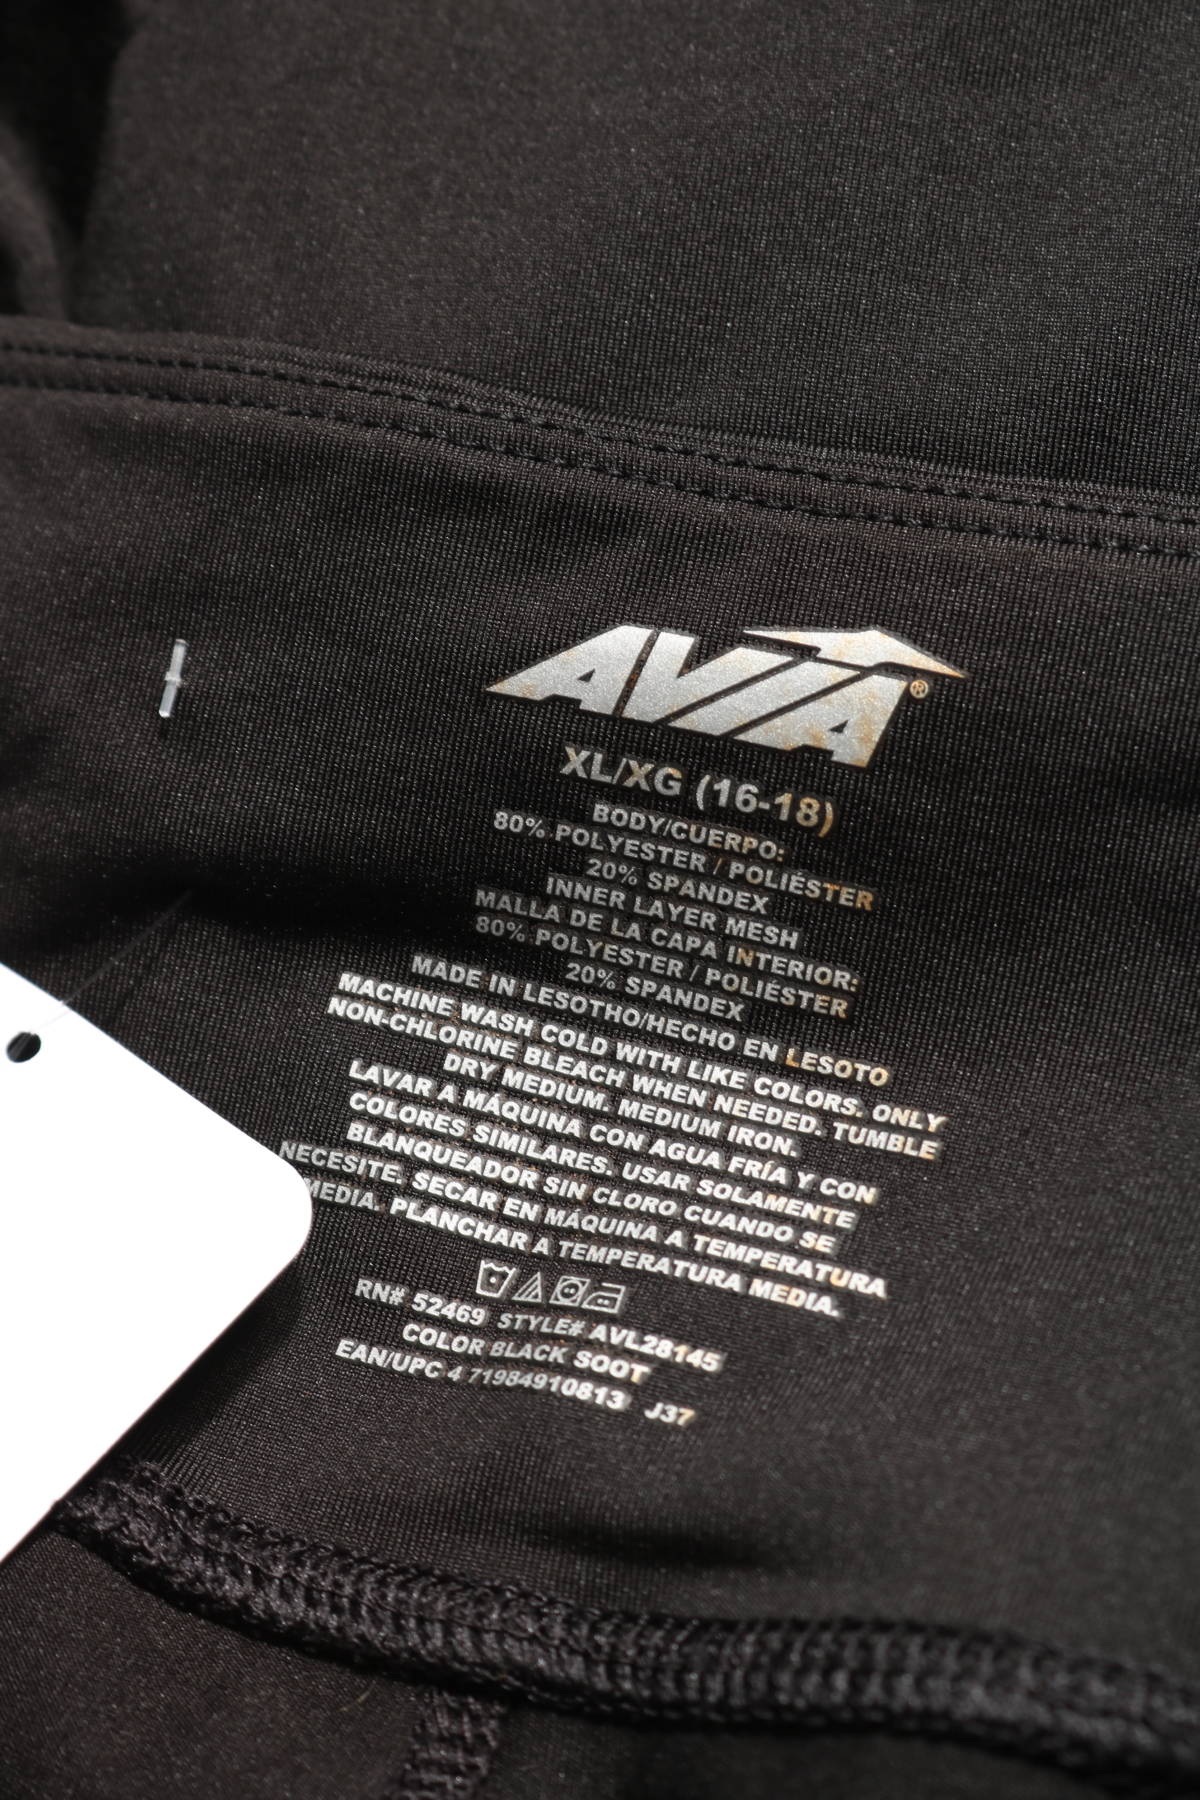 AVIA®
XL/XG (16-18)
BODY/CUERPO:
80% POLYESTER / POLIÉSTER
20% SPANDEX
INNER LAYER MESH
MALLA DE LA CAPA INTERIOR:
80% POLYESTER / POLIÉSTER
20% SPANDEX
MADE IN LESOTHO/HECHO EN LESOTO
MACHINE WASH COLD WITH LIKE COLORS. ONLY
NON-CHLORINE BLEACH WHEN NEEDED. TUMBLE
DRY MEDIUM. MEDIUM IRON.
LAVAR A MÁQUINA CON AGUA FRÍA Y CON
COLORES SIMILARES. USAR SOLAMENTE
BLANQUEADOR SIN CLORO CUANDO SE
NECESITE. SECAR EN MÁQUINA A TEMPERATURA
MEDIA. PLANCHAR A TEMPERATURA MEDIA.
RN# 52469 STYLE# AVL28145
COLOR BLACK SOOT
EAN/UPC 4 71984910813 J37